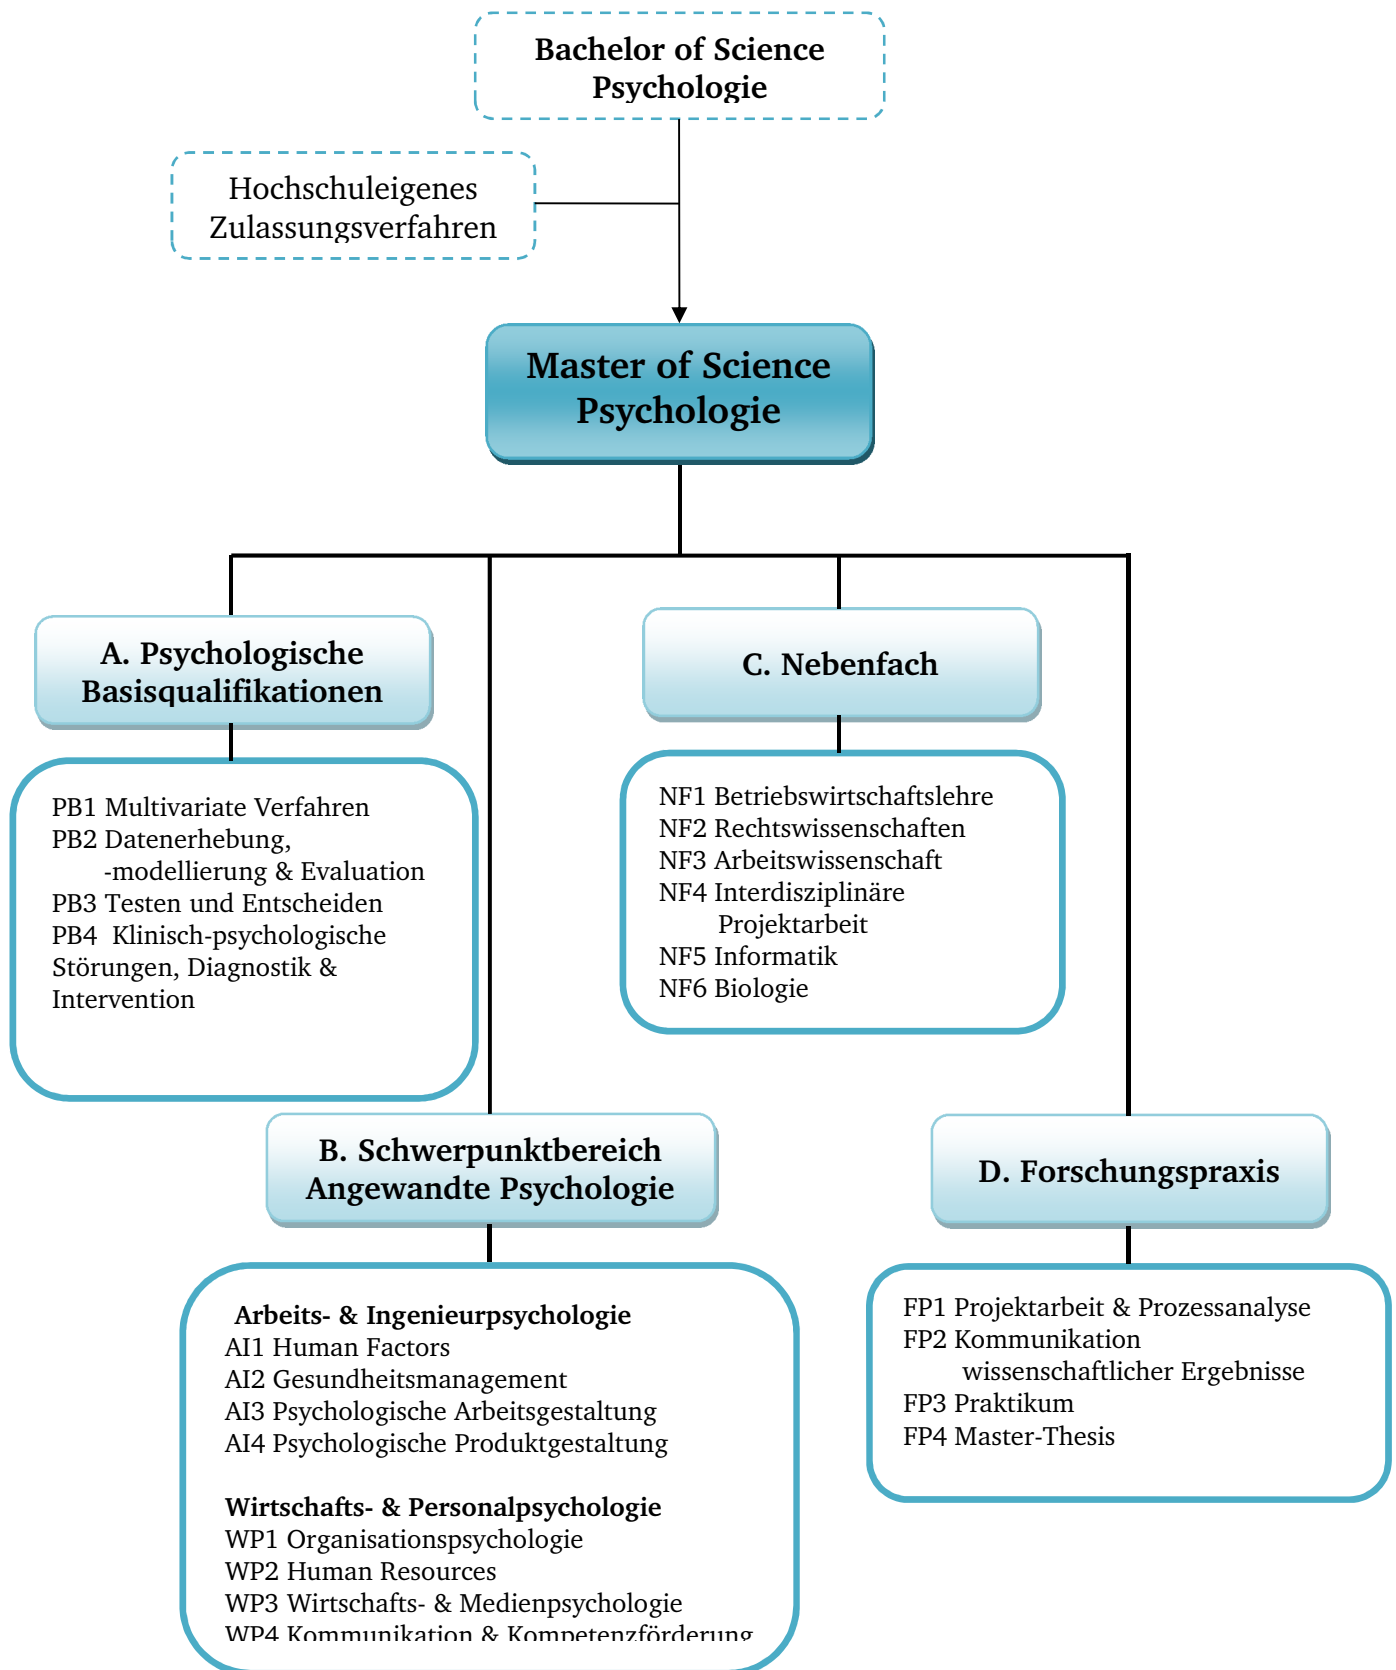 Bachelor of Science
Psychologie
Hochschuleigenes
Zulassungsverfahren
Master of Science
Psychologie
A. Psychologische
Basisqualifikationen
PB1 Multivariate Verfahren
PB2 Datenerhebung,
-modellierung & Evaluation
PB3 Testen und Entscheiden
PB4 Klinisch-psychologische
Störungen, Diagnostik &
Intervention
C. Nebenfach
NF1 Betriebswirtschaftslehre
NF2 Rechtswissenschaften
NF3 Arbeitswissenschaft
NF4 Interdisziplinäre
Projektarbeit
NF5 Informatik
NF6 Biologie
B. Schwerpunktbereich
Angewandte Psychologie
Arbeits- & Ingenieurpsychologie
AI1 Human Factors
AI2 Gesundheitsmanagement
AI3 Psychologische Arbeitsgestaltung
AI4 Psychologische Produktgestaltung
Wirtschafts- & Personalpsychologie
WP1 Organisationspsychologie
WP2 Human Resources
WP3 Wirtschafts- & Medienpsychologie
WP4 Kommunikation & Kompetenzförderung
D. Forschungspraxis
FP1 Projektarbeit & Prozessanalyse
FP2 Kommunikation
wissenschaftlicher Ergebnisse
FP3 Praktikum
FP4 Master-Thesis